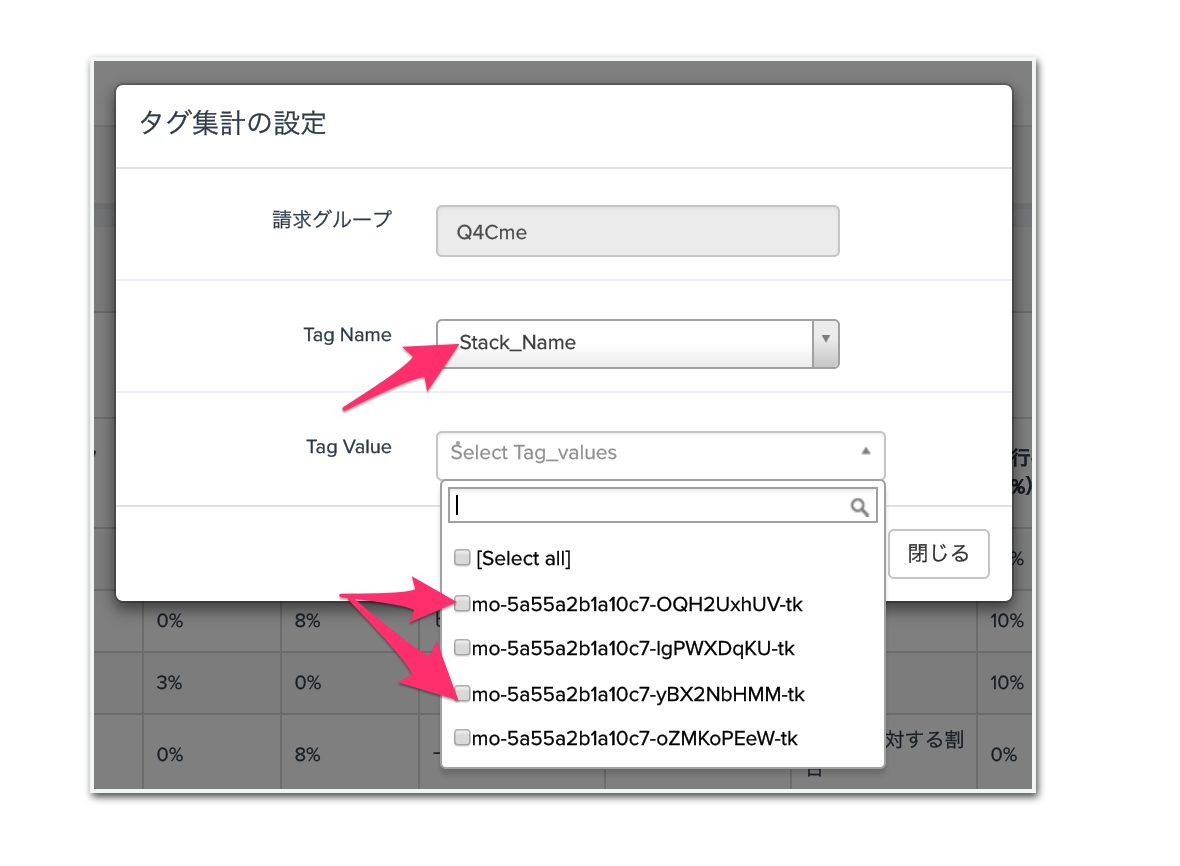 タグ集計の設定
請求グループ
Q4Cme
Tag Name
Stack_Name
Tag Value
Select Tag_values
行
%)
[Select all]
閉じる
%
mo-5a55a2b1a10c7-OQH2UxhUV-tk
0%
8%
10%
mo-5a55a2b1a10c7-lgPWXDqKU-tk
3%
0%
mo-5a55a2b1a10c7-yBX2NbHMM-tk
10%
mo-5a55a2b1a10c7-oZMKoPEeW-tk
対する割
0%
8%
0%